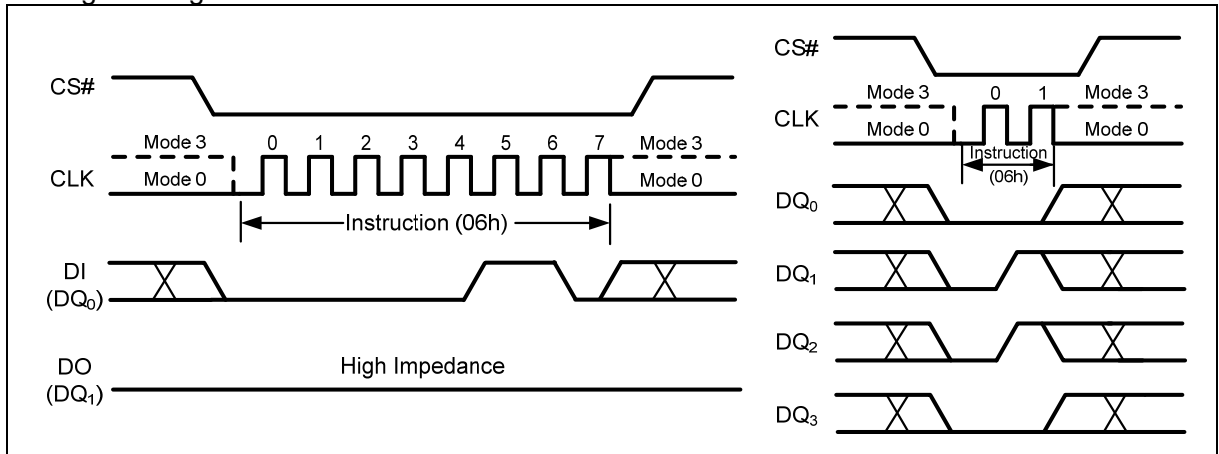 CS#
Mode 3 0 1 2 3 4 5 6 7 Mode 3
CLK Mode 0 Mode 0
Instruction (06h)
DI
(DQ0)
High Impedance
DO
(DQ1)
CS#
Mode 3 0 1 Mode 3
CLK Mode 0 Mode 0
Instruction
(06h)
DQ0
DQ1
DQ2
DQ3